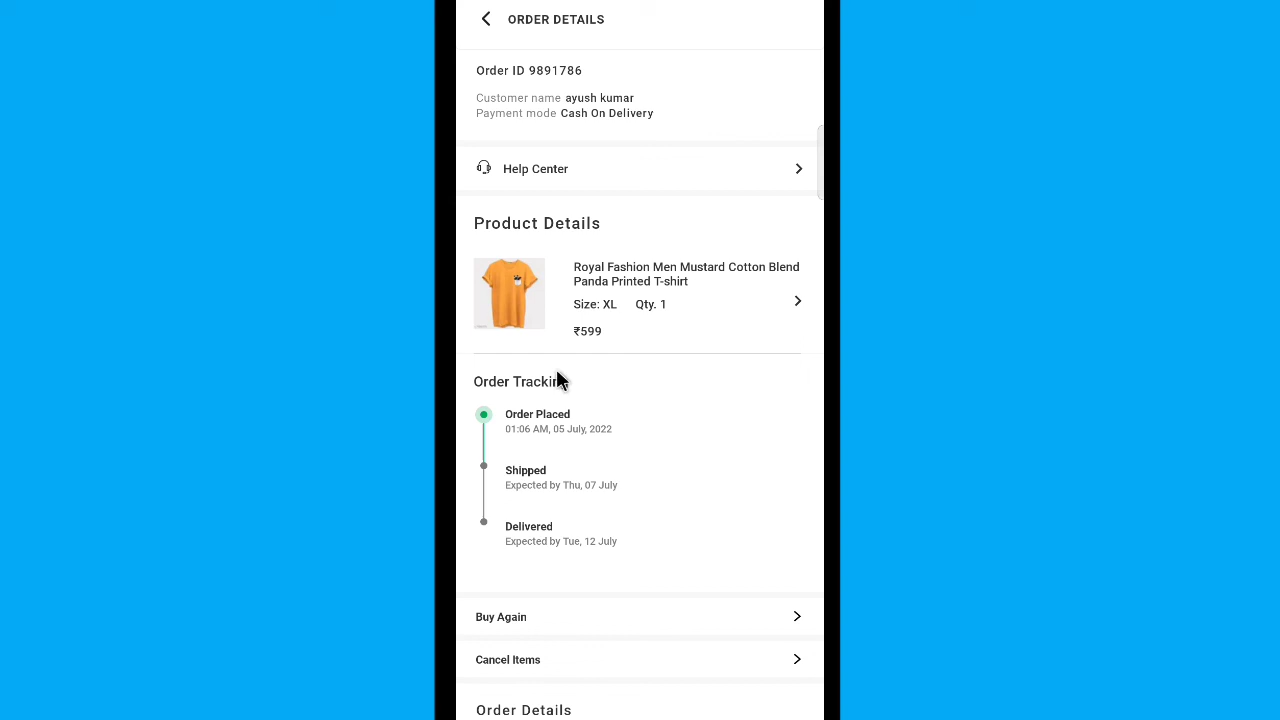 ORDER DETAILS
Order ID 9891786
Customer name ayush kumar
Payment mode Cash On Delivery
Help Center
Product Details
Royal Fashion Men Mustard Cotton Blend
Panda Printed T-shirt
Size: XL Qty. 1
₹599
Order Tracking
Order Placed
01:06 AM, 05 July, 2022
Shipped
Expected by Thu, 07 July
Delivered
Expected by Tue, 12 July
Buy Again
Cancel Items
Order Details